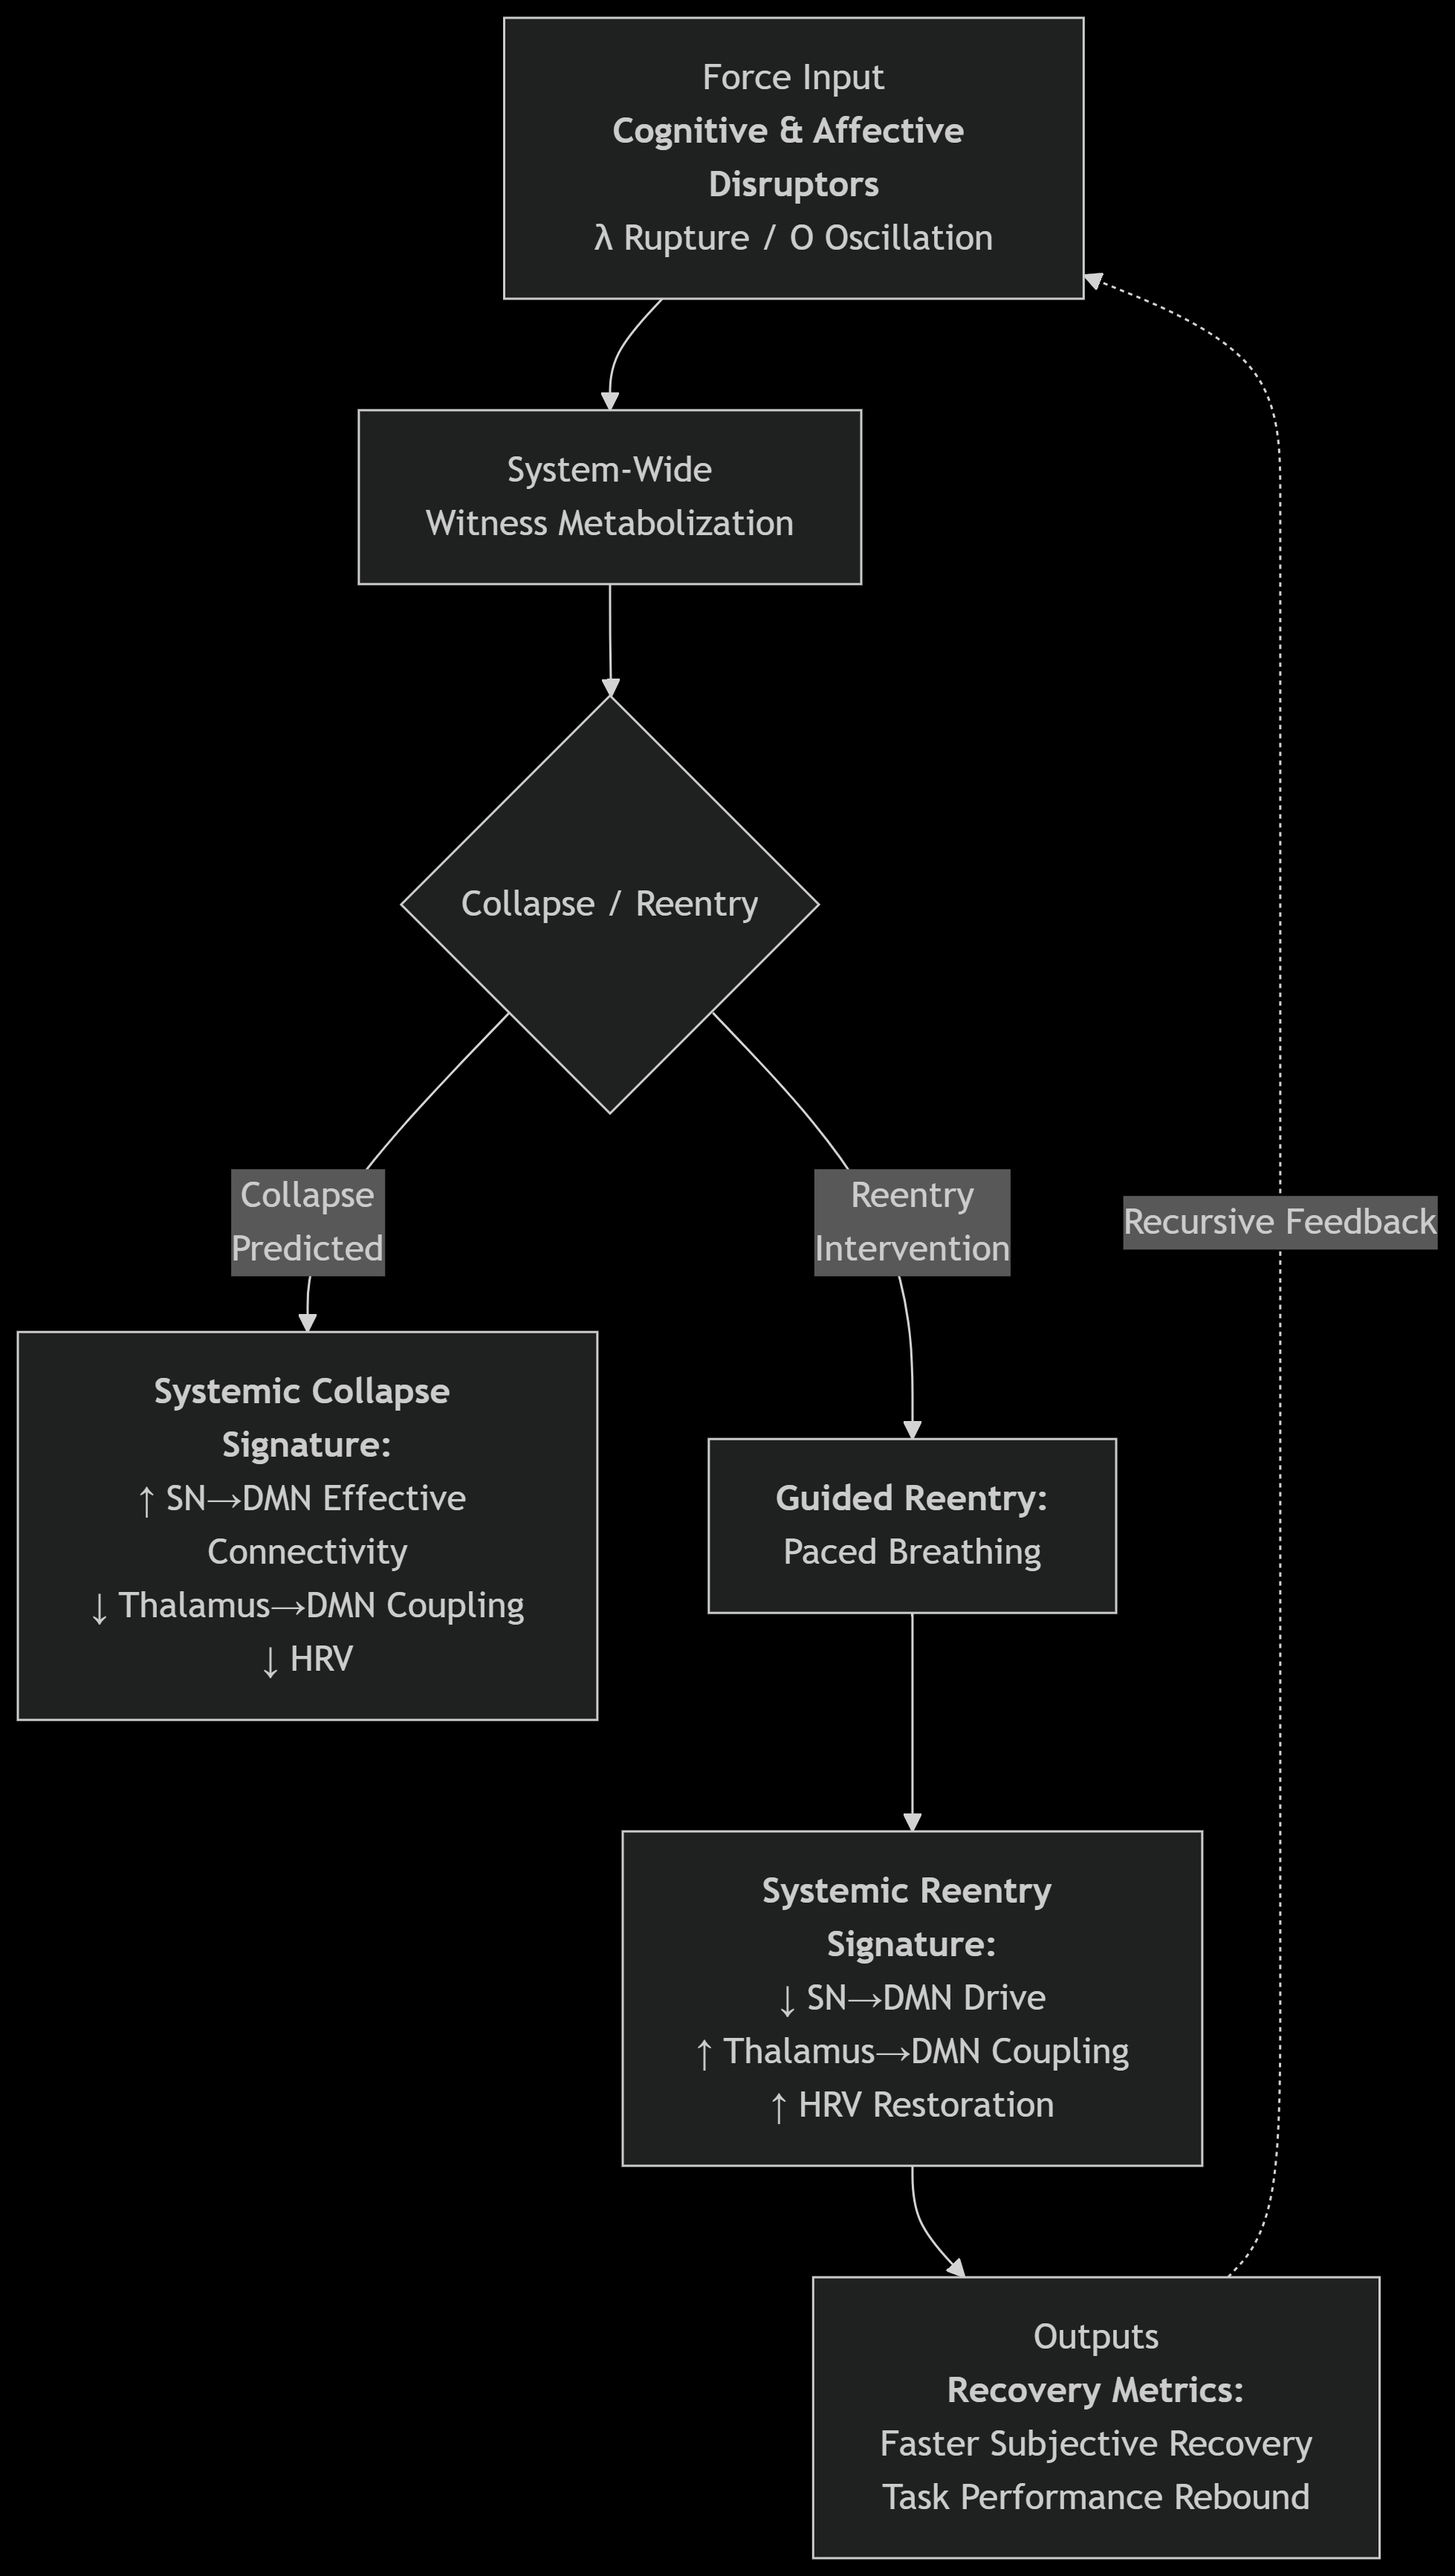 Force Input
Cognitive & Affective
Disruptors
λ Rupture / O Oscillation
System-Wide
Witness Metabolization
Collapse / Reentry
Collapse
Predicted
Reentry
Intervention
Recursive Feedback
Systemic Collapse
Signature:
↑ SN→DMN Effective
Connectivity
↓ Thalamus→DMN Coupling
↓ HRV
Guided Reentry:
Paced Breathing
Systemic Reentry
Signature:
↓ SN→DMN Drive
↑ Thalamus→DMN Coupling
↑ HRV Restoration
Outputs
Recovery Metrics:
Faster Subjective Recovery
Task Performance Rebound